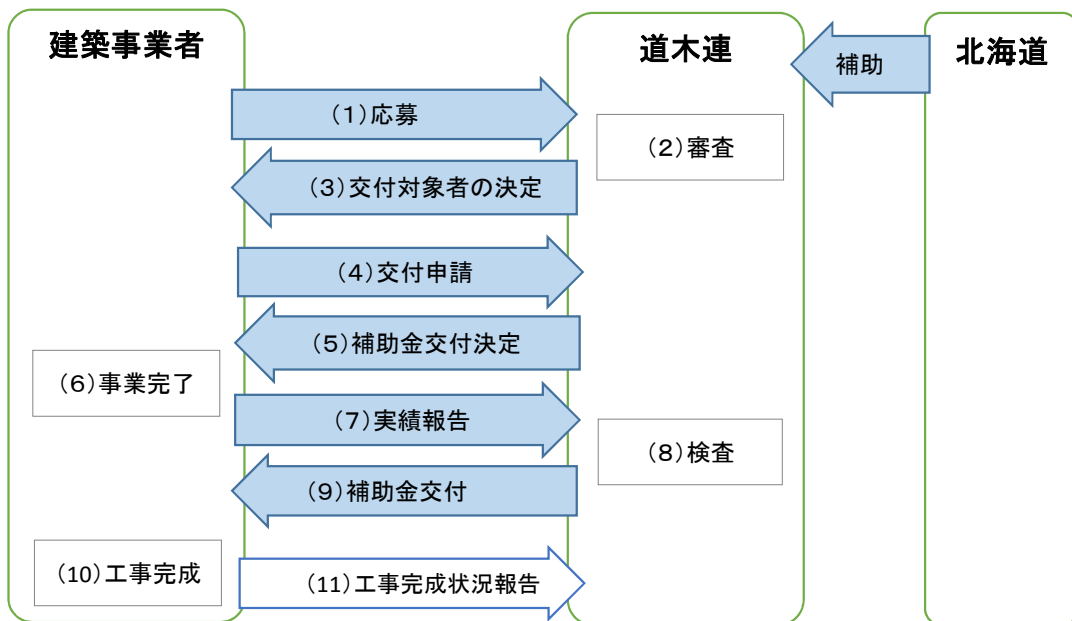 建築事業者
道木連
補助
北海道
（1）応募
（2）審査
（3）交付対象者の決定
（4）交付申請
（5）補助金交付決定
（6）事業完了
（7）実績報告
（8）検査
（9）補助金交付
（10）工事完成
（11）工事完成状況報告